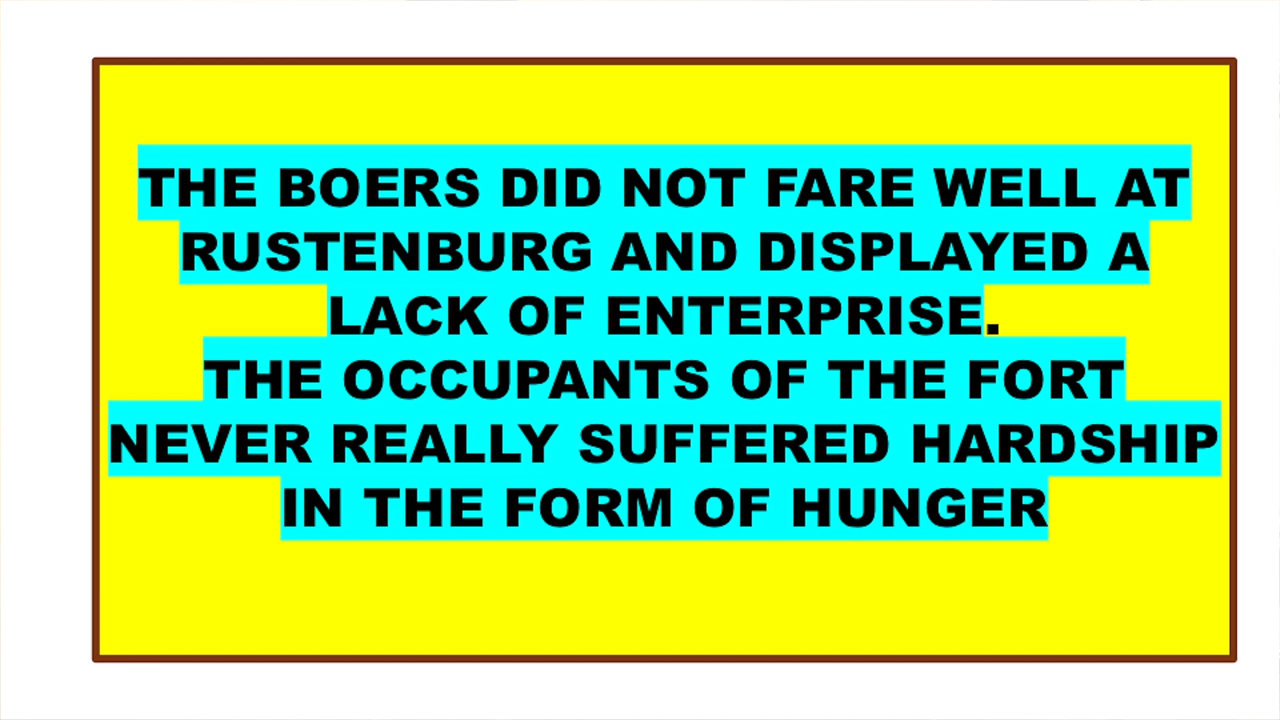 THE BOERS DID NOT FARE WELL AT
RUSTENBURG AND DISPLAYED A
LACK OF ENTERPRISE.
THE OCCUPANTS OF THE FORT
NEVER REALLY SUFFERED HARDSHIP
IN THE FORM OF HUNGER